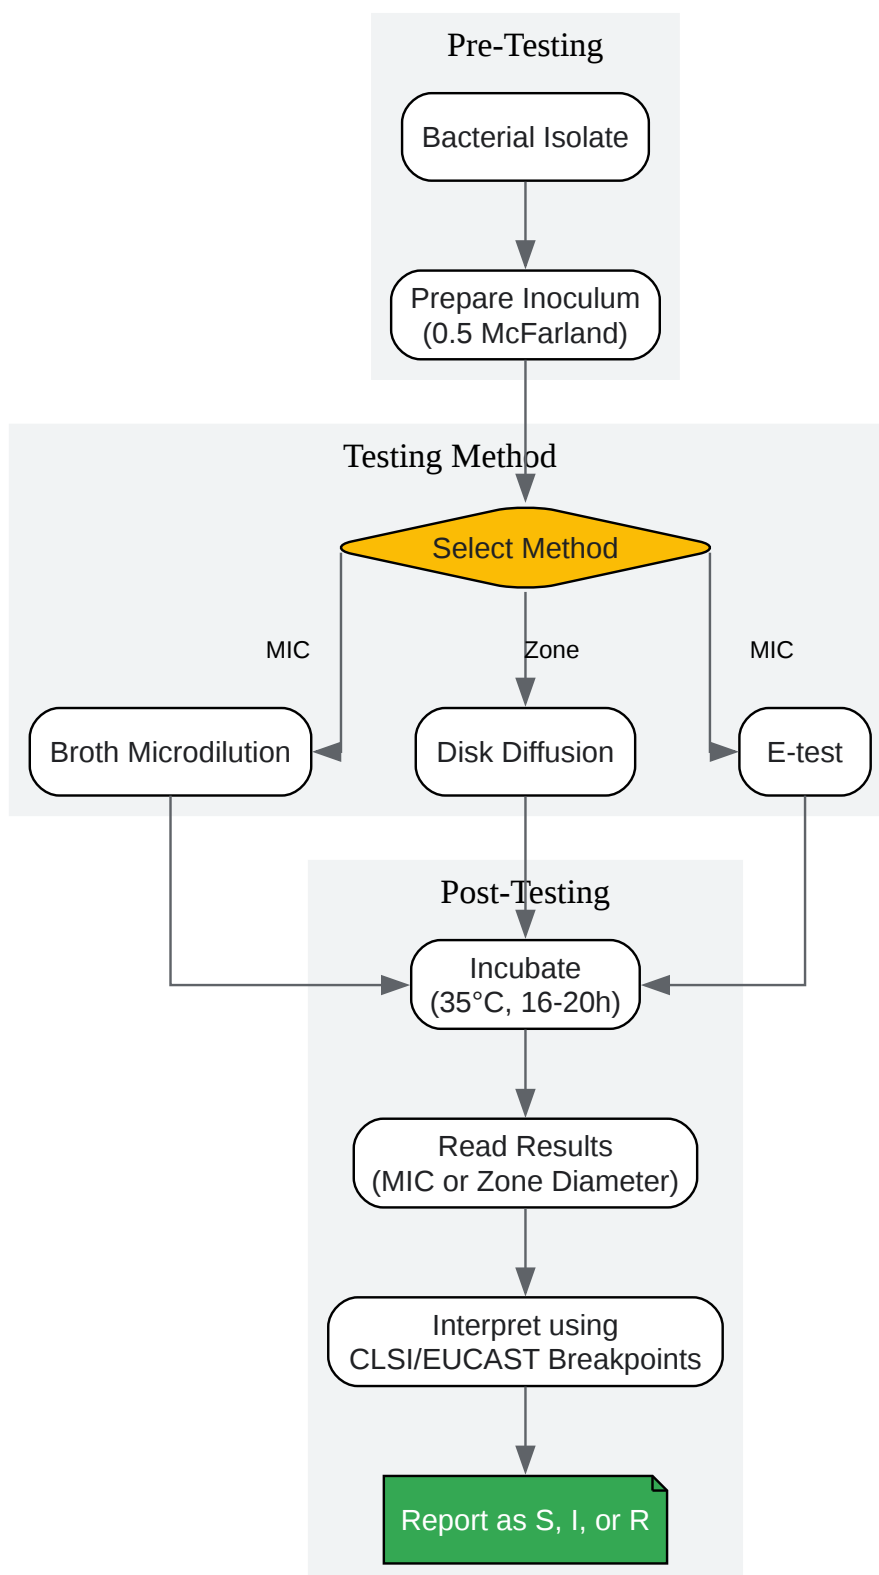 Pre-Testing
Bacterial Isolate
Prepare Inoculum
(0.5 McFarland)
Testing Method
Select Method
MIC
Zone
MIC
Broth Microdilution
Disk Diffusion
E-test
Post-Testing
Incubate
(35°C, 16-20h)
Read Results
(MIC or Zone Diameter)
Interpret using
CLSI/EUCAST Breakpoints
Report as S, I, or R